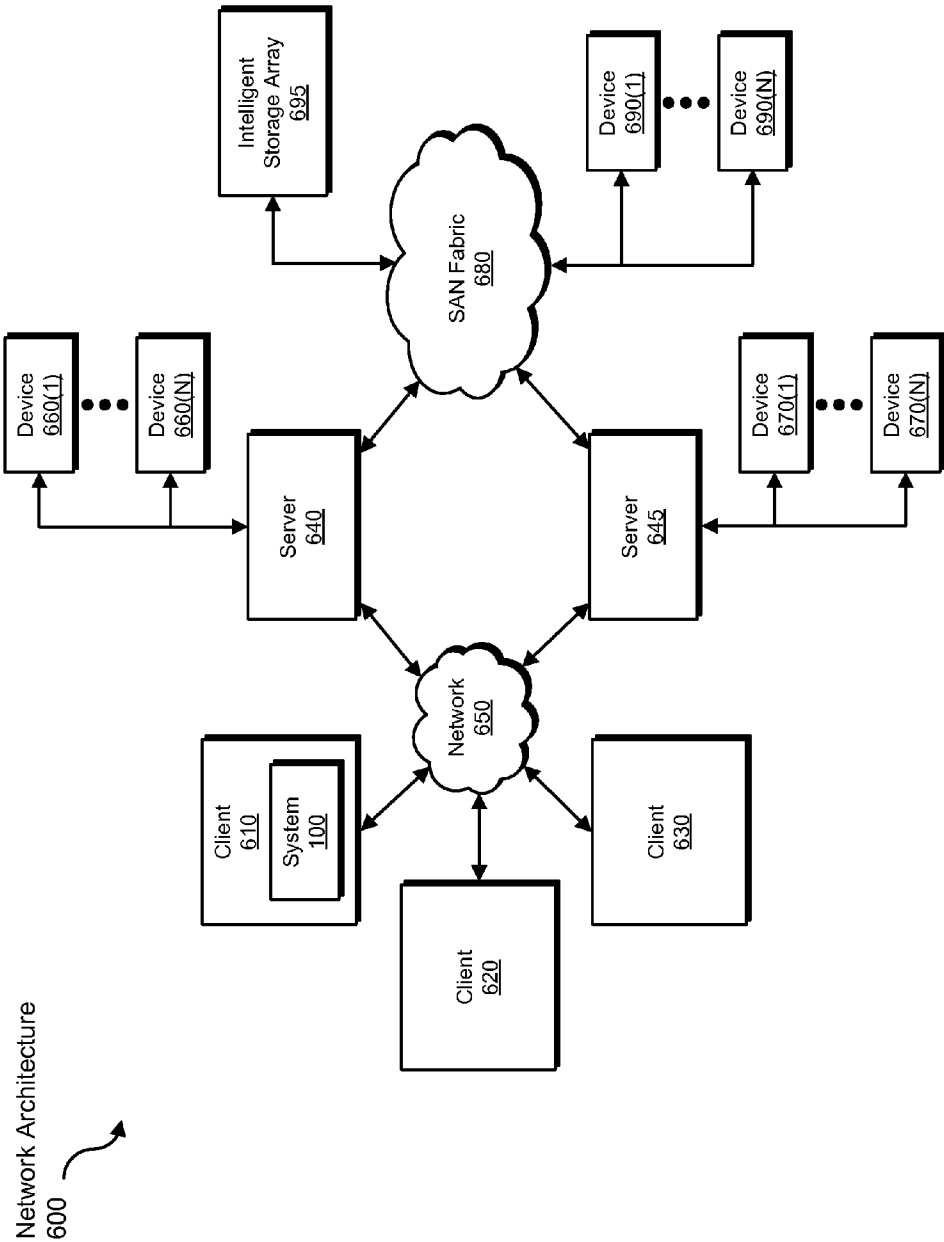 Network Architecture
600
Client
610
System
100
Client
620
Client
630
Network
650
Server
640
Server
645
Device
660(1)
Device
660(N)
Device
670(1)
Device
670(N)
SAN Fabric
680
Intelligent
Storage Array
695
Device
690(1)
Device
690(N)